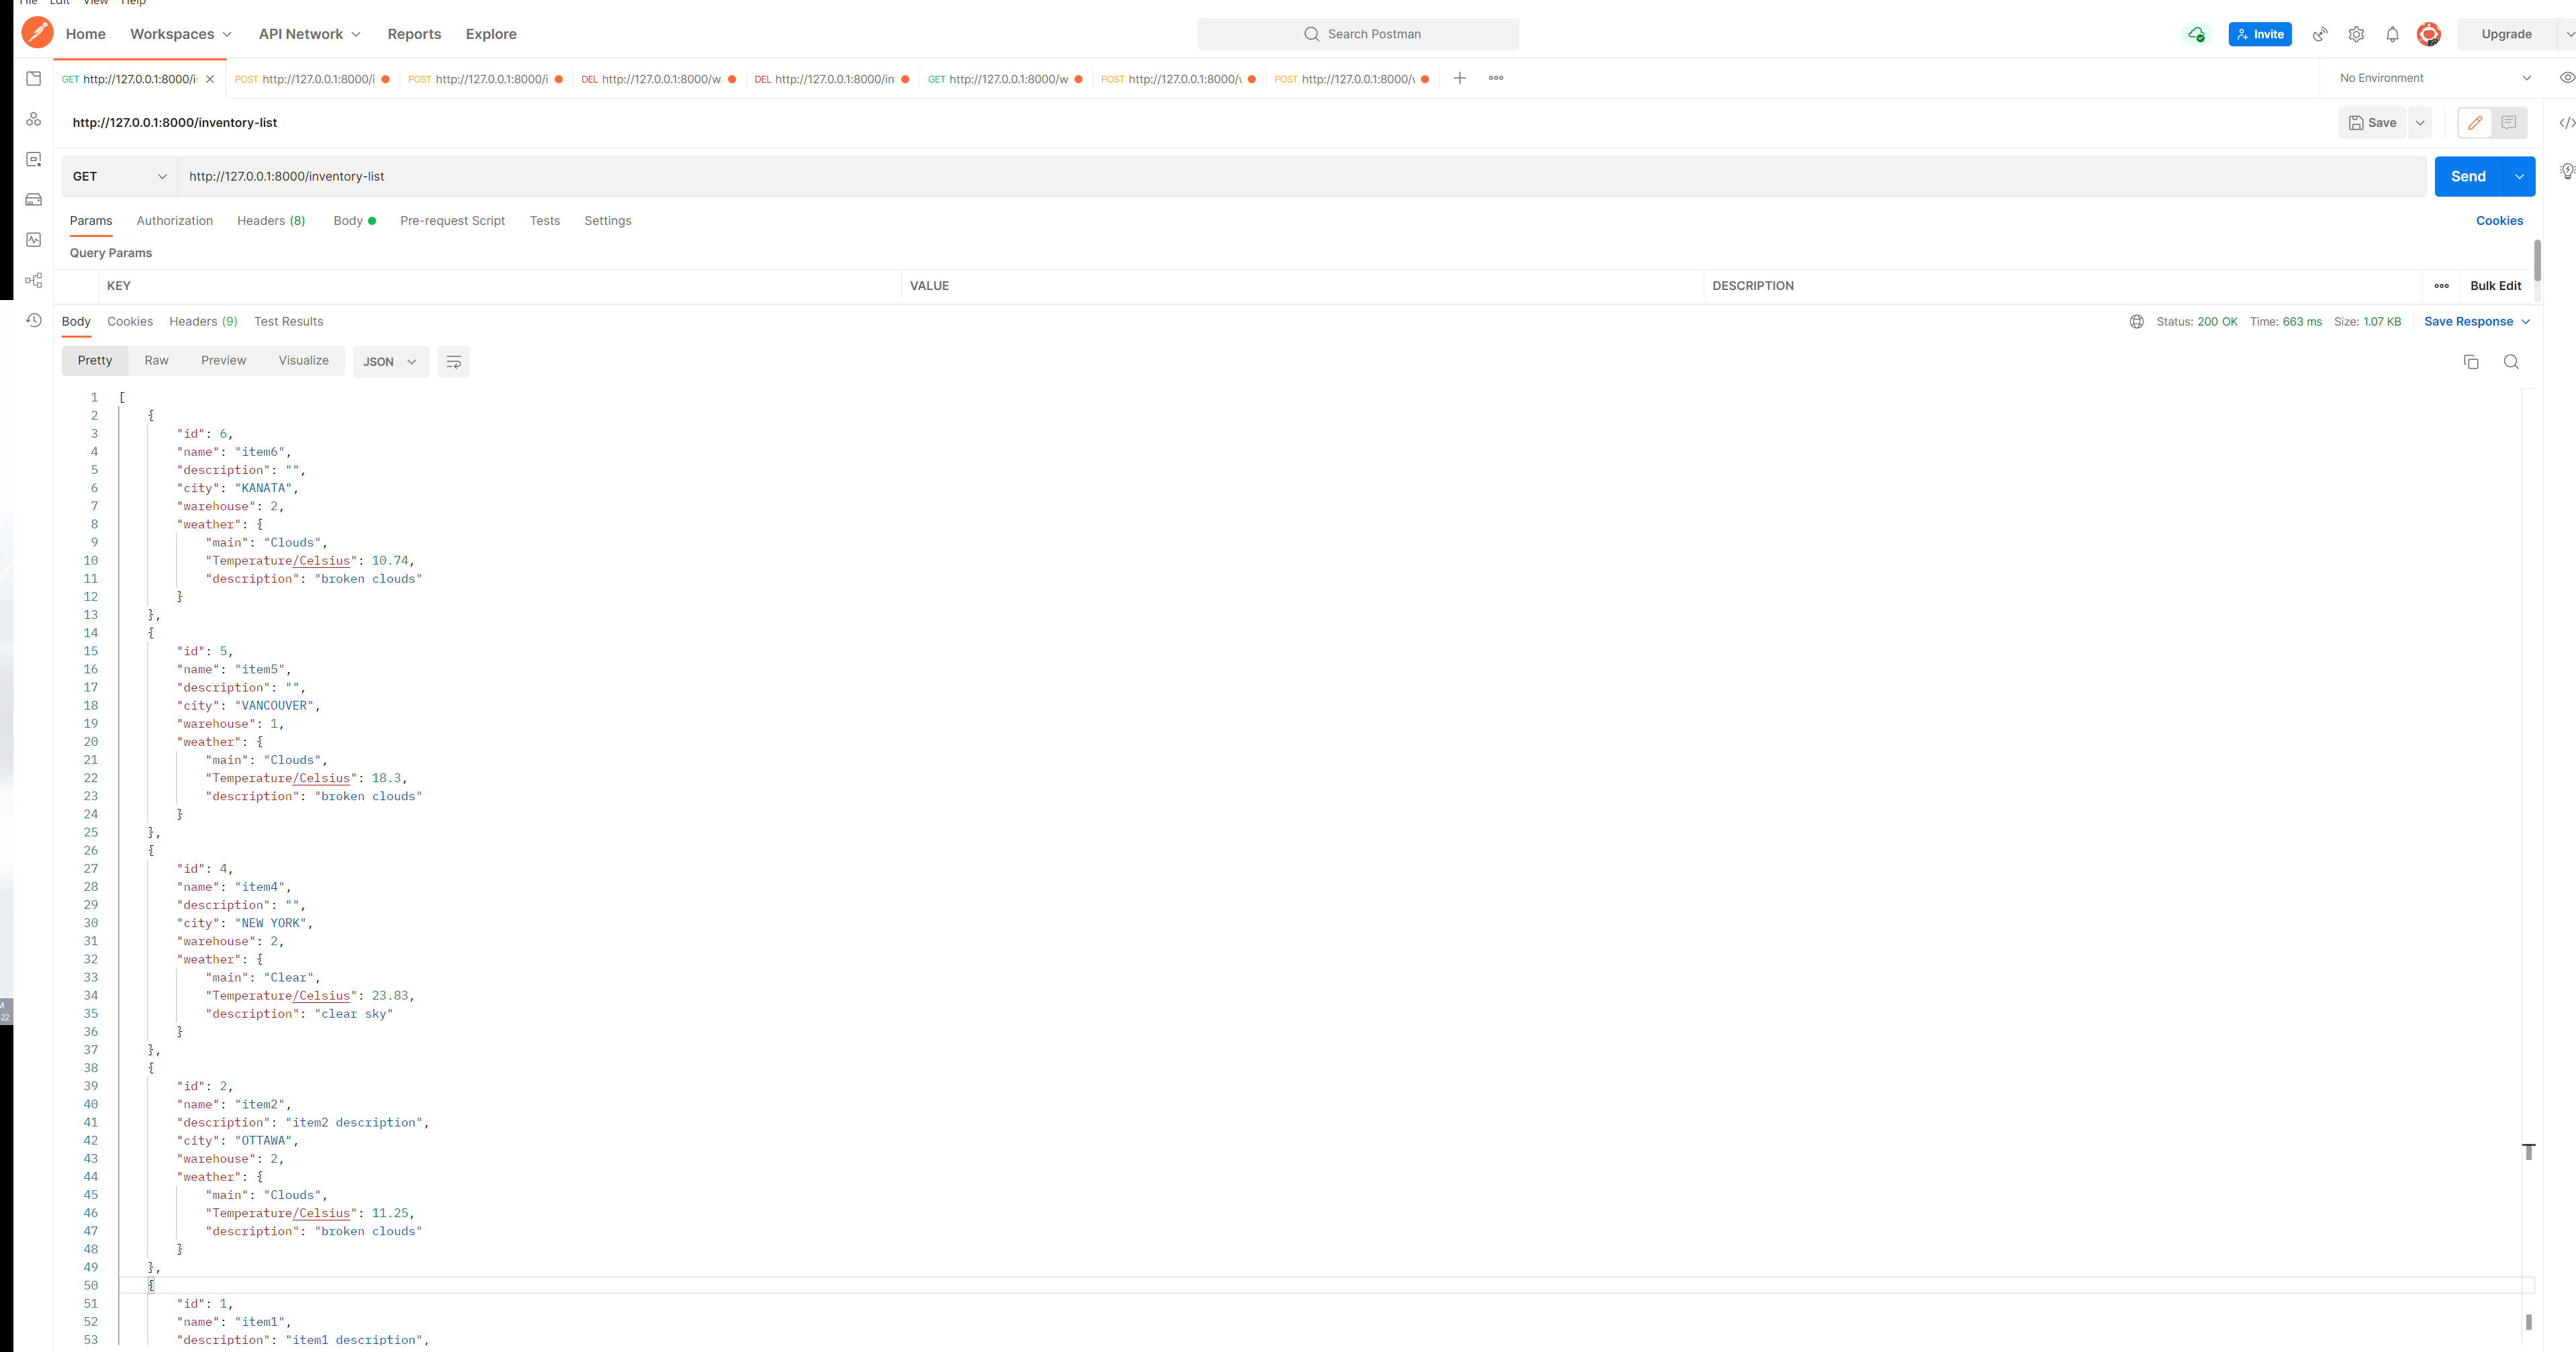 File Edit View Help
Home Workspaces API Network Reports Explore Search Postman Invite Upgrade
GET http://127.0.0.1:8000/i POST http://127.0.0.1:8000/i POST http://127.0.0.1:8000/i DEL http://127.0.0.1:8000/w DEL http://127.0.0.1:8000/in GET http://127.0.0.1:8000/w POST http://127.0.0.1:8000/ POST http://127.0.0.1:8000/ No Environment
http://127.0.0.1:8000/inventory-list Save
GET http://127.0.0.1:8000/inventory-list Send
Params Authorization Headers (8) Body Pre-request Script Tests Settings Cookies
Query Params
KEY VALUE DESCRIPTION Bulk Edit
Body Cookies Headers (9) Test Results Status: 200 OK Time: 663 ms Size: 1.07 KB Save Response
Pretty Raw Preview Visualize JSON
1 [
2 {
3 "id": 6,
4 "name": "item6",
5 "description": "",
6 "city": "KANATA",
7 "warehouse": 2,
8 "weather": {
9 "main": "Clouds",
10 "Temperature/Celsius": 10.74,
11 "description": "broken clouds"
12 }
13 },
14 {
15 "id": 5,
16 "name": "item5",
17 "description": "",
18 "city": "VANCOUVER",
19 "warehouse": 1,
20 "weather": {
21 "main": "Clouds",
22 "Temperature/Celsius": 18.3,
23 "description": "broken clouds"
24 }
25 },
26 {
27 "id": 4,
28 "name": "item4",
29 "description": "",
30 "city": "NEW YORK",
31 "warehouse": 2,
32 "weather": {
33 "main": "Clear",
34 "Temperature/Celsius": 23.83,
35 "description": "clear sky"
36 }
37 },
38 {
39 "id": 2,
40 "name": "item2",
41 "description": "item2 description",
42 "city": "OTTAWA",
43 "warehouse": 2,
44 "weather": {
45 "main": "Clouds",
46 "Temperature/Celsius": 11.25,
47 "description": "broken clouds"
48 }
49 },
50 {
51 "id": 1,
52 "name": "item1",
53 "description": "item1 description",